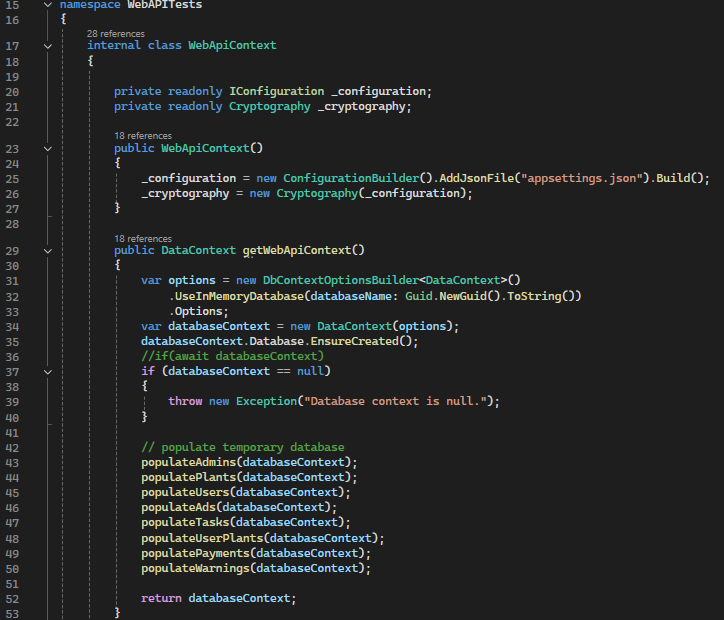 15 namespace WebAPITests
16 {
28 references
17 internal class WebApiContext
18 {
19
20 private readonly IConfiguration _configuration;
21 private readonly Cryptography _cryptography;
22
18 references
23 public WebApiContext()
24 {
25 _configuration = new ConfigurationBuilder().AddJsonFile("appsettings.json").Build();
26 _cryptography = new Cryptography(_configuration);
27 }
28
18 references
29 public DataContext getWebApiContext()
30 {
31 var options = new DbContextOptionsBuilder<DataContext>()
32 .UseInMemoryDatabase(databaseName: Guid.NewGuid().ToString())
33 .Options;
34 var databaseContext = new DataContext(options);
35 databaseContext.Database.EnsureCreated();
36 //if(await databaseContext)
37 if (databaseContext == null)
38 {
39 throw new Exception("Database context is null.");
40 }
41
42 // populate temporary database
43 populateAdmins(databaseContext);
44 populatePlants(databaseContext);
45 populateUsers(databaseContext);
46 populateAds(databaseContext);
47 populateTasks(databaseContext);
48 populateUserPlants(databaseContext);
49 populatePayments(databaseContext);
50 populateWarnings(databaseContext);
51
52 return databaseContext;
53 }